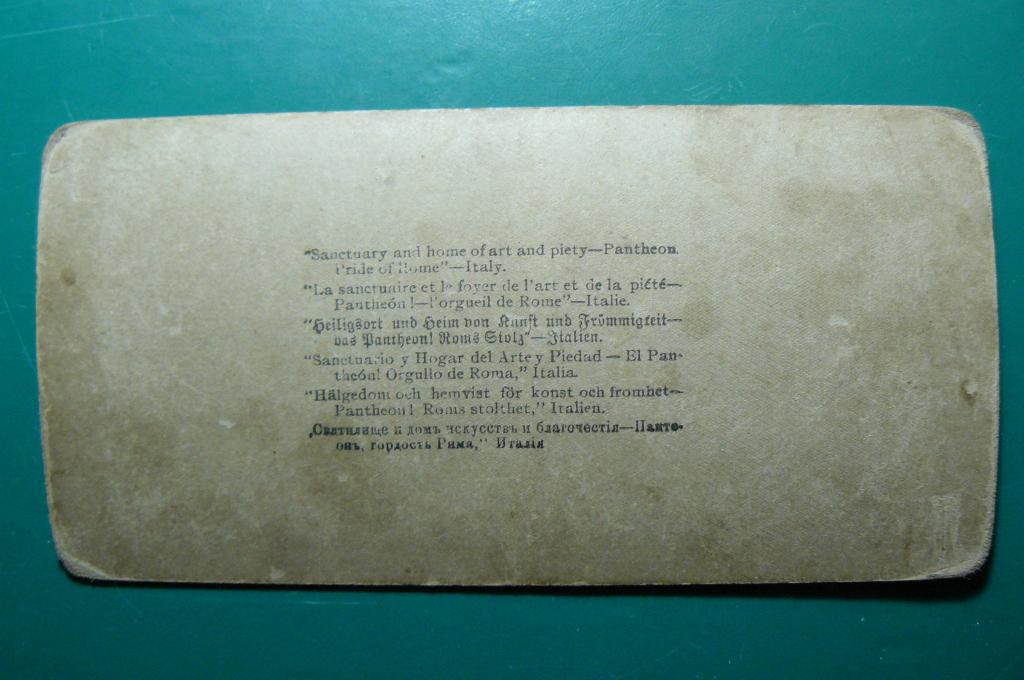 "Sanctuary and home of art and piety—Pantheon.
Pride of Rome"—Italy.
"La sanctuaire et le foyer de l'art et de la piété—
Pantheón!—l'orgueil de Rome"—Italie.
"Heiligsort und Heim von Kunst und Frömmigkeit—
das Pantheon! Roms Stolz"—Italien.
"Sanctuario y Hogar del Arte y Piedad — El Pan-
theón! Orgullo de Roma," Italia.
"Hälgedom och hemvist för konst och fromhet—
Pantheon! Roms stolthet," Italien.
„Святилище и домъ чскусствъ и благочестія—Панте-
онъ, гордость Рима," Италія